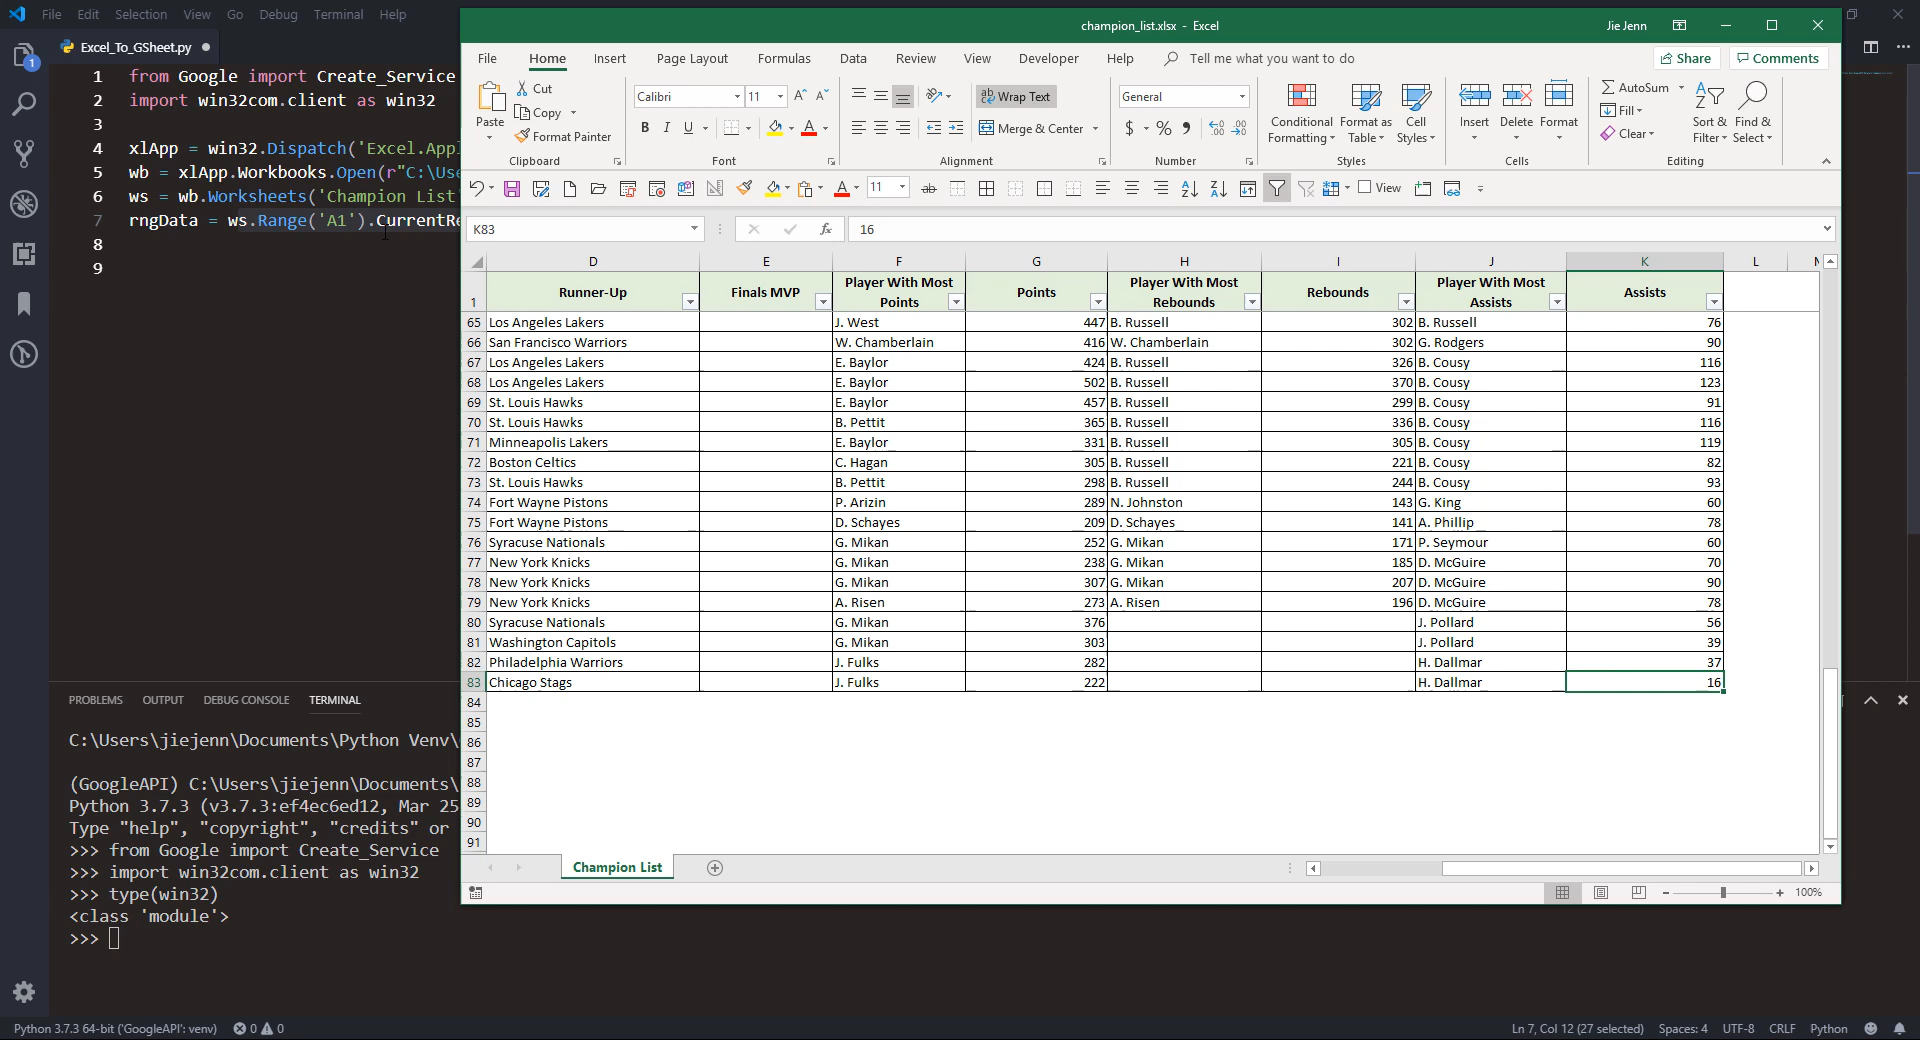 File Edit Selection View Go Debug Terminal Help
Excel_To_GSheet.py
1 from Google import Create_Service
2 import win32com.client as win32
3
4 xlApp = win32.Dispatch('Excel.Appl
5 wb = xlApp.Workbooks.Open(r"C:\Use
6 ws = wb.Worksheets('Champion List'
7 rngData = ws.Range('A1').CurrentRe
8
9
1
champion_list.xlsx - Excel
Jie Jenn
File Home Insert Page Layout Formulas Data Review View Developer Help Tell me what you want to do
Share Comments
Paste
Cut
Copy
Format Painter
Clipboard
Calibri 11
B I U
Font
Wrap Text
Merge & Center
Alignment
General
$ % ,
Number
Conditional Formatting
Format as Table
Cell Styles
Styles
Insert Delete Format
Cells
AutoSum
Fill
Clear
Sort & Filter
Find & Select
Editing
11
View
K83
fx
16
D E F G H I J K L
1 Runner-Up Finals MVP Player With Most Points Points Player With Most Rebounds Rebounds Player With Most Assists Assists
65 Los Angeles Lakers J. West 447 B. Russell 302 B. Russell 76
66 San Francisco Warriors W. Chamberlain 416 W. Chamberlain 302 G. Rodgers 90
67 Los Angeles Lakers E. Baylor 424 B. Russell 326 B. Cousy 116
68 Los Angeles Lakers E. Baylor 502 B. Russell 370 B. Cousy 123
69 St. Louis Hawks E. Baylor 457 B. Russell 299 B. Cousy 91
70 St. Louis Hawks B. Pettit 365 B. Russell 336 B. Cousy 116
71 Minneapolis Lakers E. Baylor 331 B. Russell 305 B. Cousy 119
72 Boston Celtics C. Hagan 305 B. Russell 221 B. Cousy 82
73 St. Louis Hawks B. Pettit 298 B. Russell 244 B. Cousy 93
74 Fort Wayne Pistons P. Arizin 289 N. Johnston 143 G. King 60
75 Fort Wayne Pistons D. Schayes 209 D. Schayes 141 A. Phillip 78
76 Syracuse Nationals G. Mikan 252 G. Mikan 171 P. Seymour 60
77 New York Knicks G. Mikan 238 G. Mikan 185 D. McGuire 70
78 New York Knicks G. Mikan 307 G. Mikan 207 D. McGuire 90
79 New York Knicks A. Risen 273 A. Risen 196 D. McGuire 78
80 Syracuse Nationals G. Mikan 376 J. Pollard 56
81 Washington Capitols G. Mikan 303 J. Pollard 39
82 Philadelphia Warriors J. Fulks 282 H. Dallmar 37
83 Chicago Stags J. Fulks 222 H. Dallmar 16
84
85
86
87
88
89
90
91
Champion List
100%
PROBLEMS OUTPUT DEBUG CONSOLE TERMINAL
C:\Users\jiejenn\Documents\Python Venv\
(GoogleAPI) C:\Users\jiejenn\Documents\
Python 3.7.3 (v3.7.3:ef4ec6ed12, Mar 25
Type "help", "copyright", "credits" or
>>> from Google import Create_Service
>>> import win32com.client as win32
>>> type(win32)
<class 'module'>
>>>
Python 3.7.3 64-bit ('GoogleAPI': venv) 0 0
Ln 7, Col 12 (27 selected) Spaces: 4 UTF-8 CRLF Python